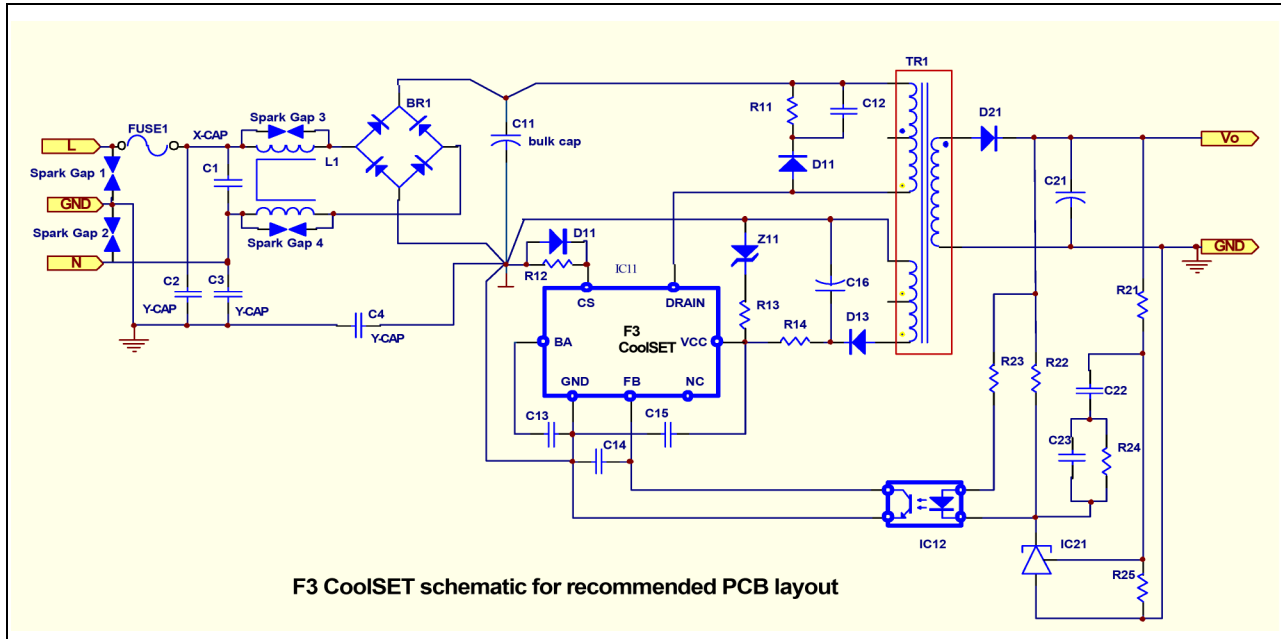 TR1
BR1
R11
C12
D21
Spark Gap 3
FUSE1
X-CAP
C11
bulk cap
L
Vo
C1
L1
D11
Spark Gap 1
C21
GND
Spark Gap 2
Spark Gap 4
D11
Z11
GND
N
R12
IC11
C2
C3
CS
DRAIN
C16
R21
Y-CAP
Y-CAP
C4
Y-CAP
F3
CoolSET
R13
R14
D13
BA
VCC
R23
R22
GND
FB
NC
C22
C13
C15
C14
C23
R24
IC12
IC21
R25
F3 CoolSET schematic for recommended PCB layout